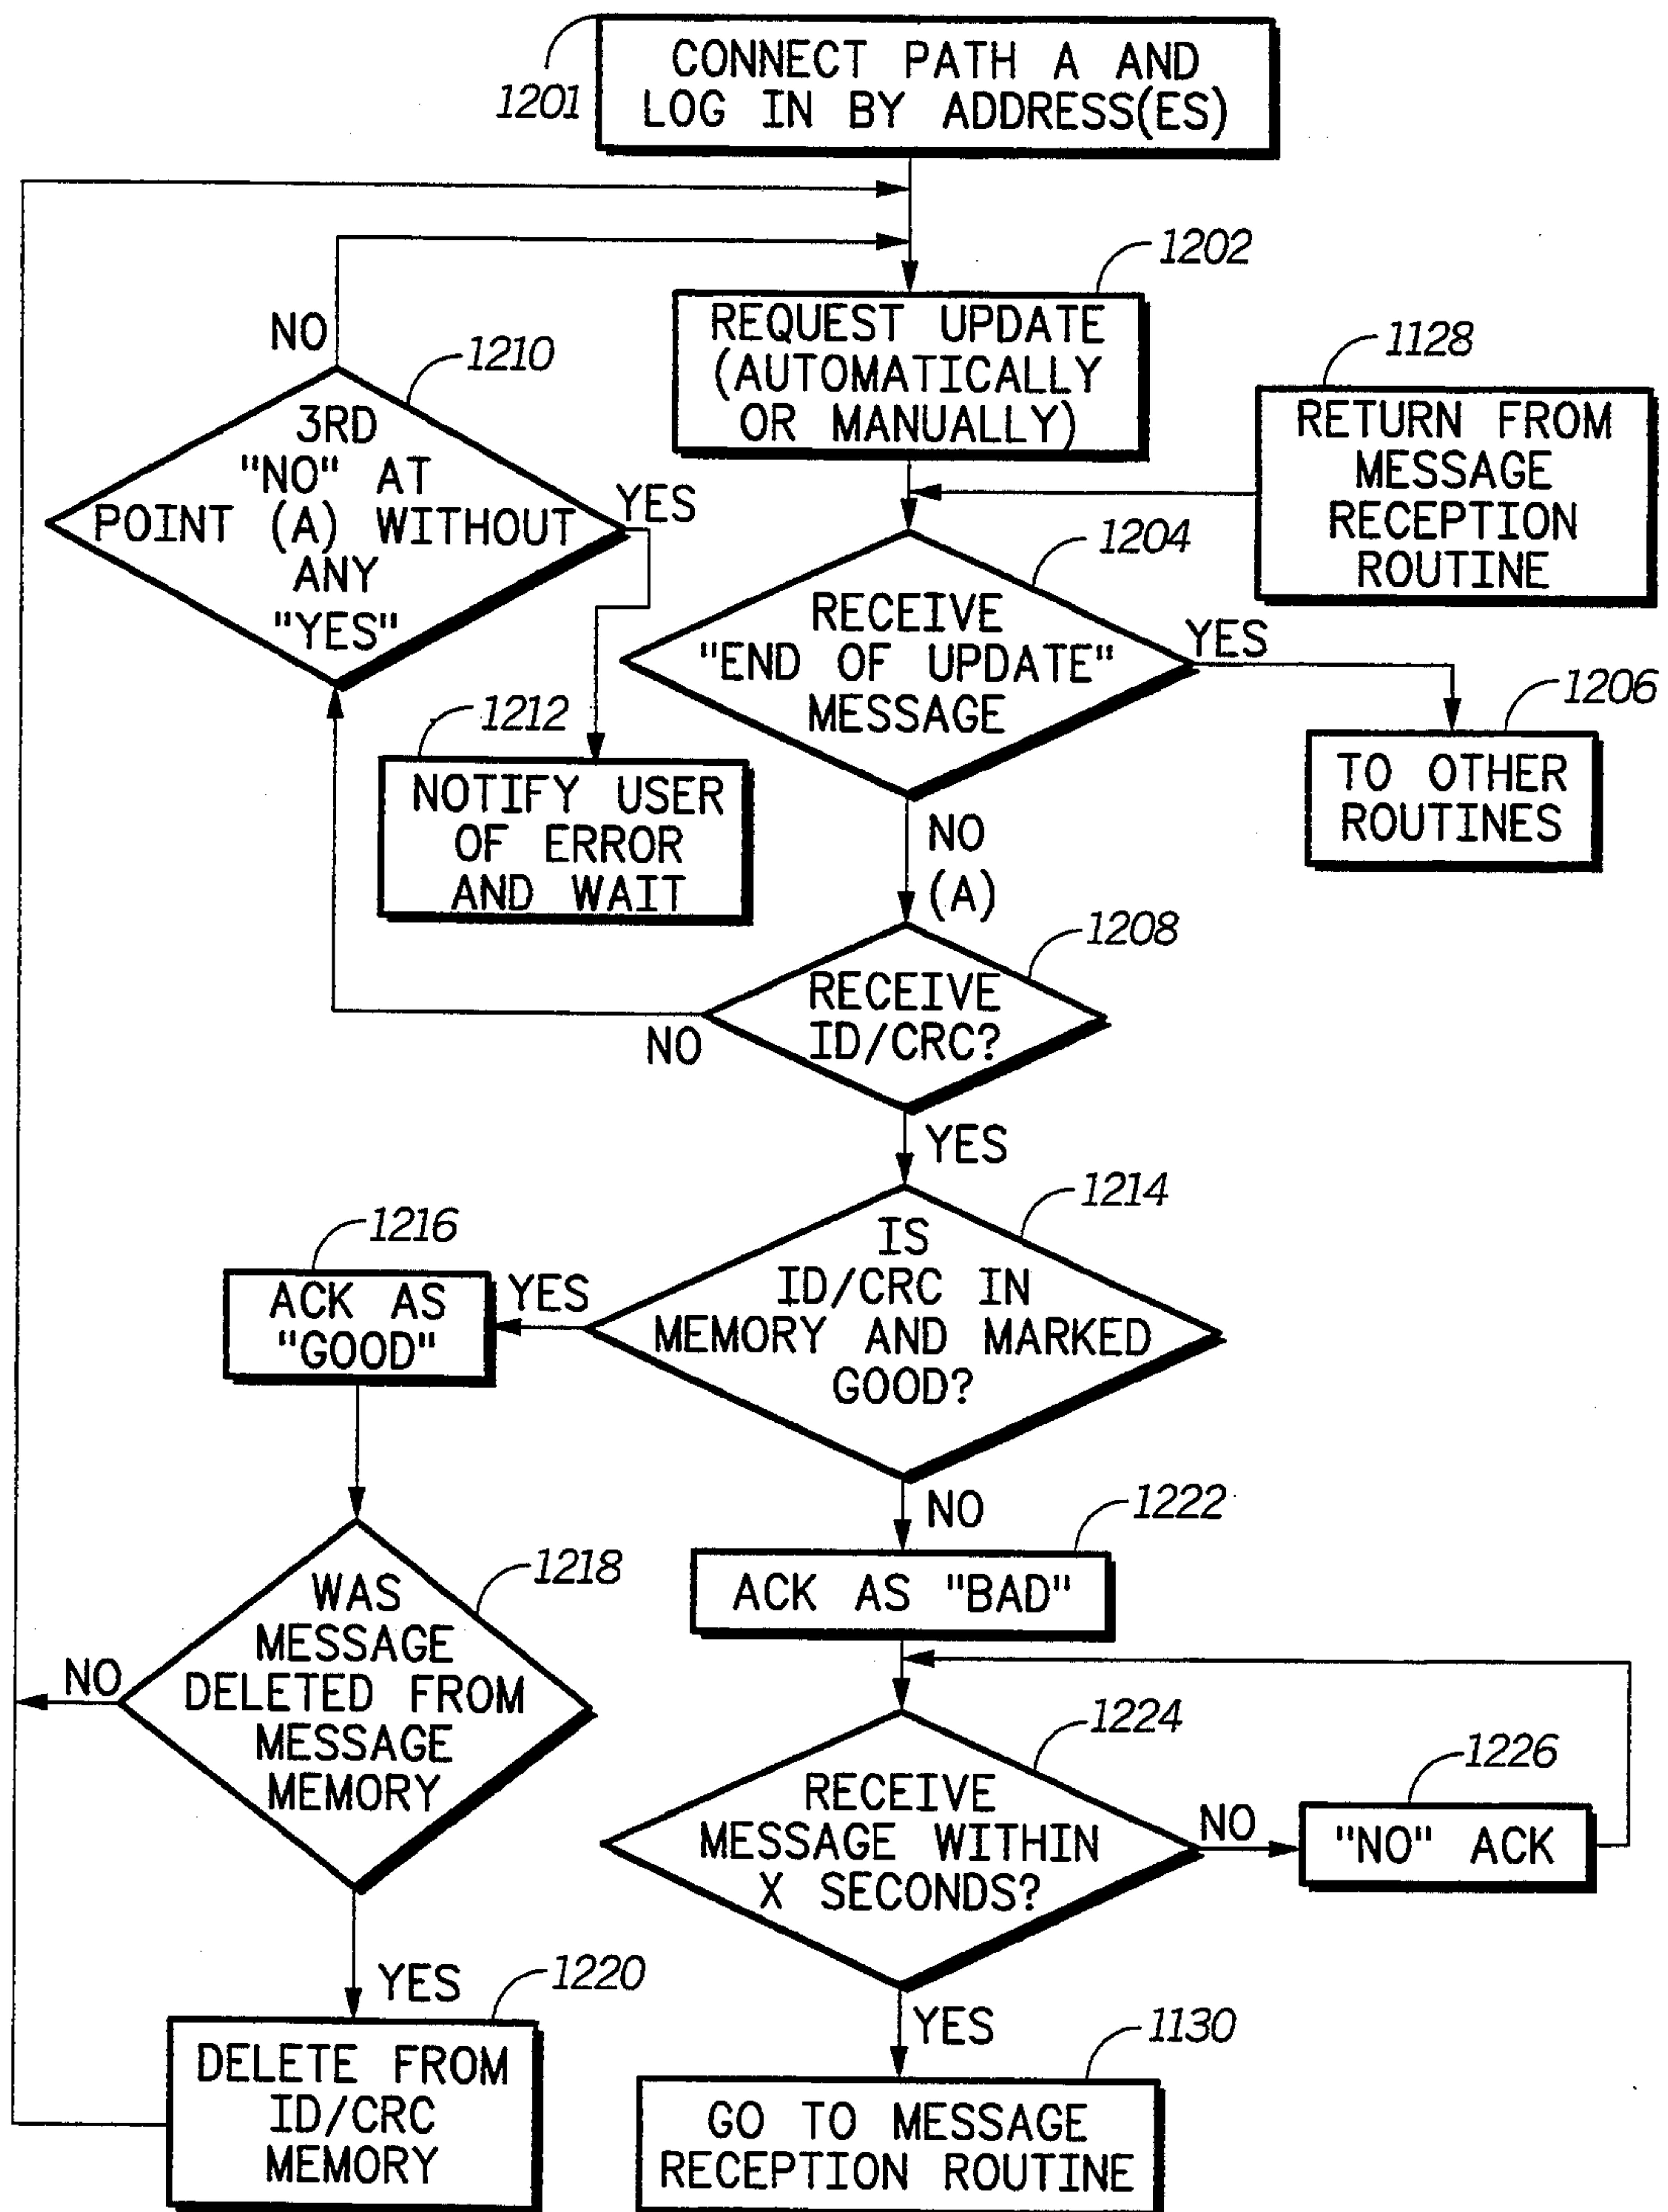 CONNECT PATH A AND
LOG IN BY ADDRESS(ES)
1201
1202
REQUEST UPDATE
(AUTOMATICALLY
OR MANUALLY)
1128
RETURN FROM
MESSAGE
RECEPTION
ROUTINE
NO
1210
3RD
"NO" AT
POINT (A) WITHOUT
ANY
"YES"
YES
1204
RECEIVE
"END OF UPDATE"
MESSAGE
YES
1206
TO OTHER
ROUTINES
1212
NOTIFY USER
OF ERROR
AND WAIT
NO
(A)
1208
RECEIVE
ID/CRC?
NO
YES
1214
IS
ID/CRC IN
MEMORY AND MARKED
GOOD?
YES
1216
ACK AS
"GOOD"
NO
1222
ACK AS "BAD"
1218
WAS
MESSAGE
DELETED FROM
MESSAGE
MEMORY
NO
1224
RECEIVE
MESSAGE WITHIN
X SECONDS?
NO
1226
"NO" ACK
YES
1220
DELETE FROM
ID/CRC
MEMORY
YES
1130
GO TO MESSAGE
RECEPTION ROUTINE